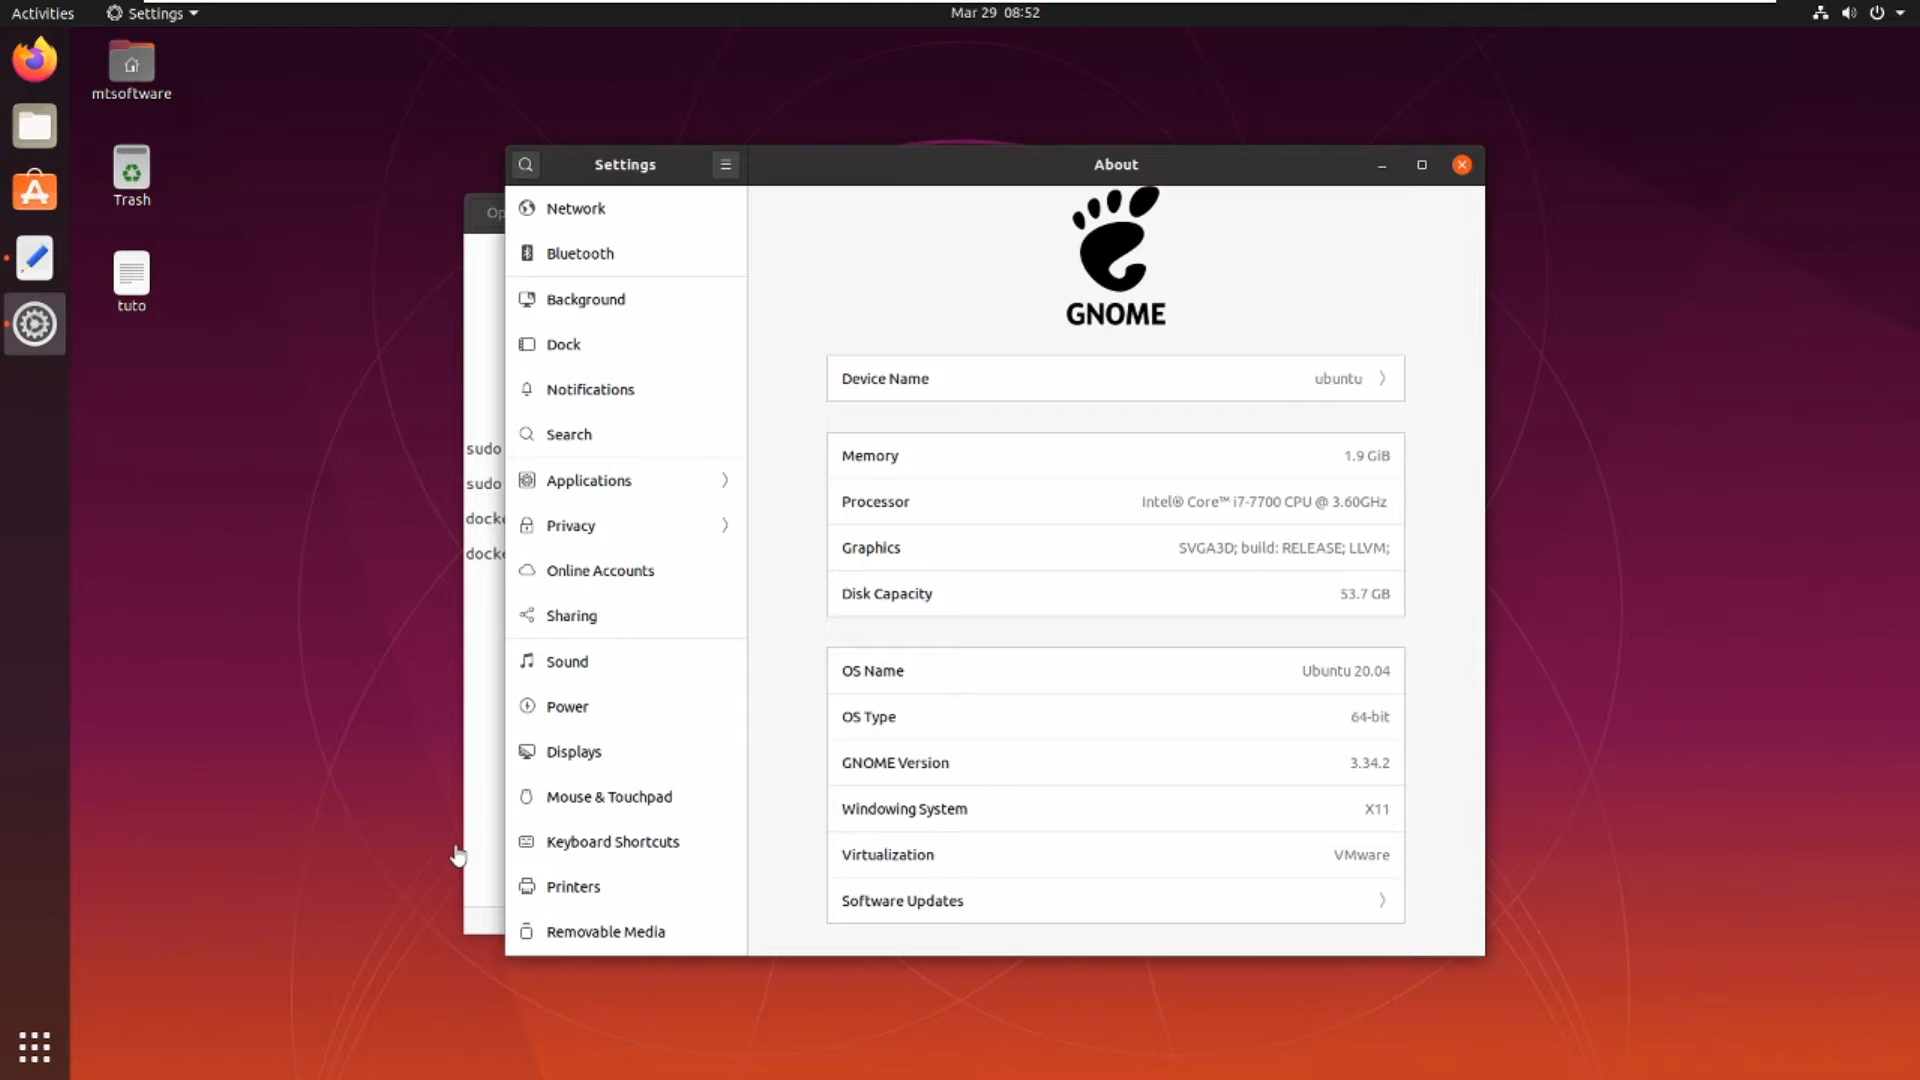 Activities
Settings
Mar 29 08:52
mtsoftware
Trash
tuto
Op
sudo
sudo
docke
docke
Settings
Network
Bluetooth
Background
Dock
Notifications
Search
Applications
Privacy
Online Accounts
Sharing
Sound
Power
Displays
Mouse & Touchpad
Keyboard Shortcuts
Printers
Removable Media
About
GNOME
Device Name ubuntu
Memory 1.9 GiB
Processor Intel® Core™ i7-7700 CPU @ 3.60GHz
Graphics SVGA3D; build: RELEASE; LLVM;
Disk Capacity 53.7 GB
OS Name Ubuntu 20.04
OS Type 64-bit
GNOME Version 3.34.2
Windowing System X11
Virtualization VMware
Software Updates